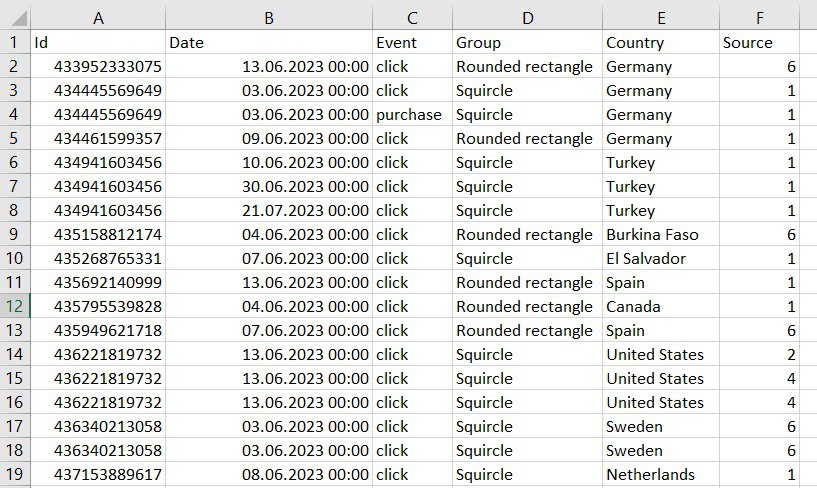 A B C D E F
1 Id Date Event Group Country Source
2 433952333075 13.06.2023 00:00 click Rounded rectangle Germany 6
3 434445569649 03.06.2023 00:00 click Squircle Germany 1
4 434445569649 03.06.2023 00:00 purchase Squircle Germany 1
5 434461599357 09.06.2023 00:00 click Rounded rectangle Germany 1
6 434941603456 10.06.2023 00:00 click Squircle Turkey 1
7 434941603456 30.06.2023 00:00 click Squircle Turkey 1
8 434941603456 21.07.2023 00:00 click Squircle Turkey 1
9 435158812174 04.06.2023 00:00 click Rounded rectangle Burkina Faso 6
10 435268765331 07.06.2023 00:00 click Squircle El Salvador 1
11 435692140999 13.06.2023 00:00 click Rounded rectangle Spain 1
12 435795539828 04.06.2023 00:00 click Rounded rectangle Canada 1
13 435949621718 07.06.2023 00:00 click Rounded rectangle Spain 6
14 436221819732 13.06.2023 00:00 click Squircle United States 2
15 436221819732 13.06.2023 00:00 click Squircle United States 4
16 436221819732 13.06.2023 00:00 click Squircle United States 4
17 436340213058 03.06.2023 00:00 click Squircle Sweden 6
18 436340213058 03.06.2023 00:00 click Squircle Sweden 6
19 437153889617 08.06.2023 00:00 click Squircle Netherlands 1